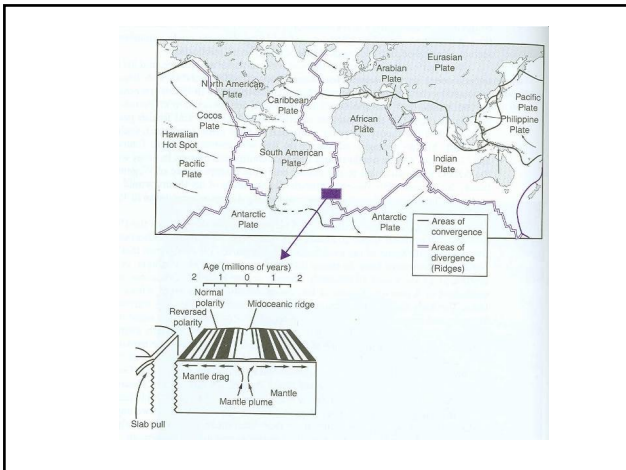 Eurasian
Plate
Arabian
Plate
North American
Plate
Caribbean
Plate
Pacific
Plate
Philippine
Plate
Cocos
Plate
African
Plate
Hawaiian
Hot Spot
South American
Plate
Indian
Plate
Pacific
Plate
Antarctic
Plate
Antarctic
Plate
Areas of
convergence
Areas of
divergence
(Ridges)
Age (millions of years)
2 1 0 1 2
Normal
polarity
Midoceanic ridge
Reversed
polarity
Mantle drag
Mantle
Mantle plume
Slab pull